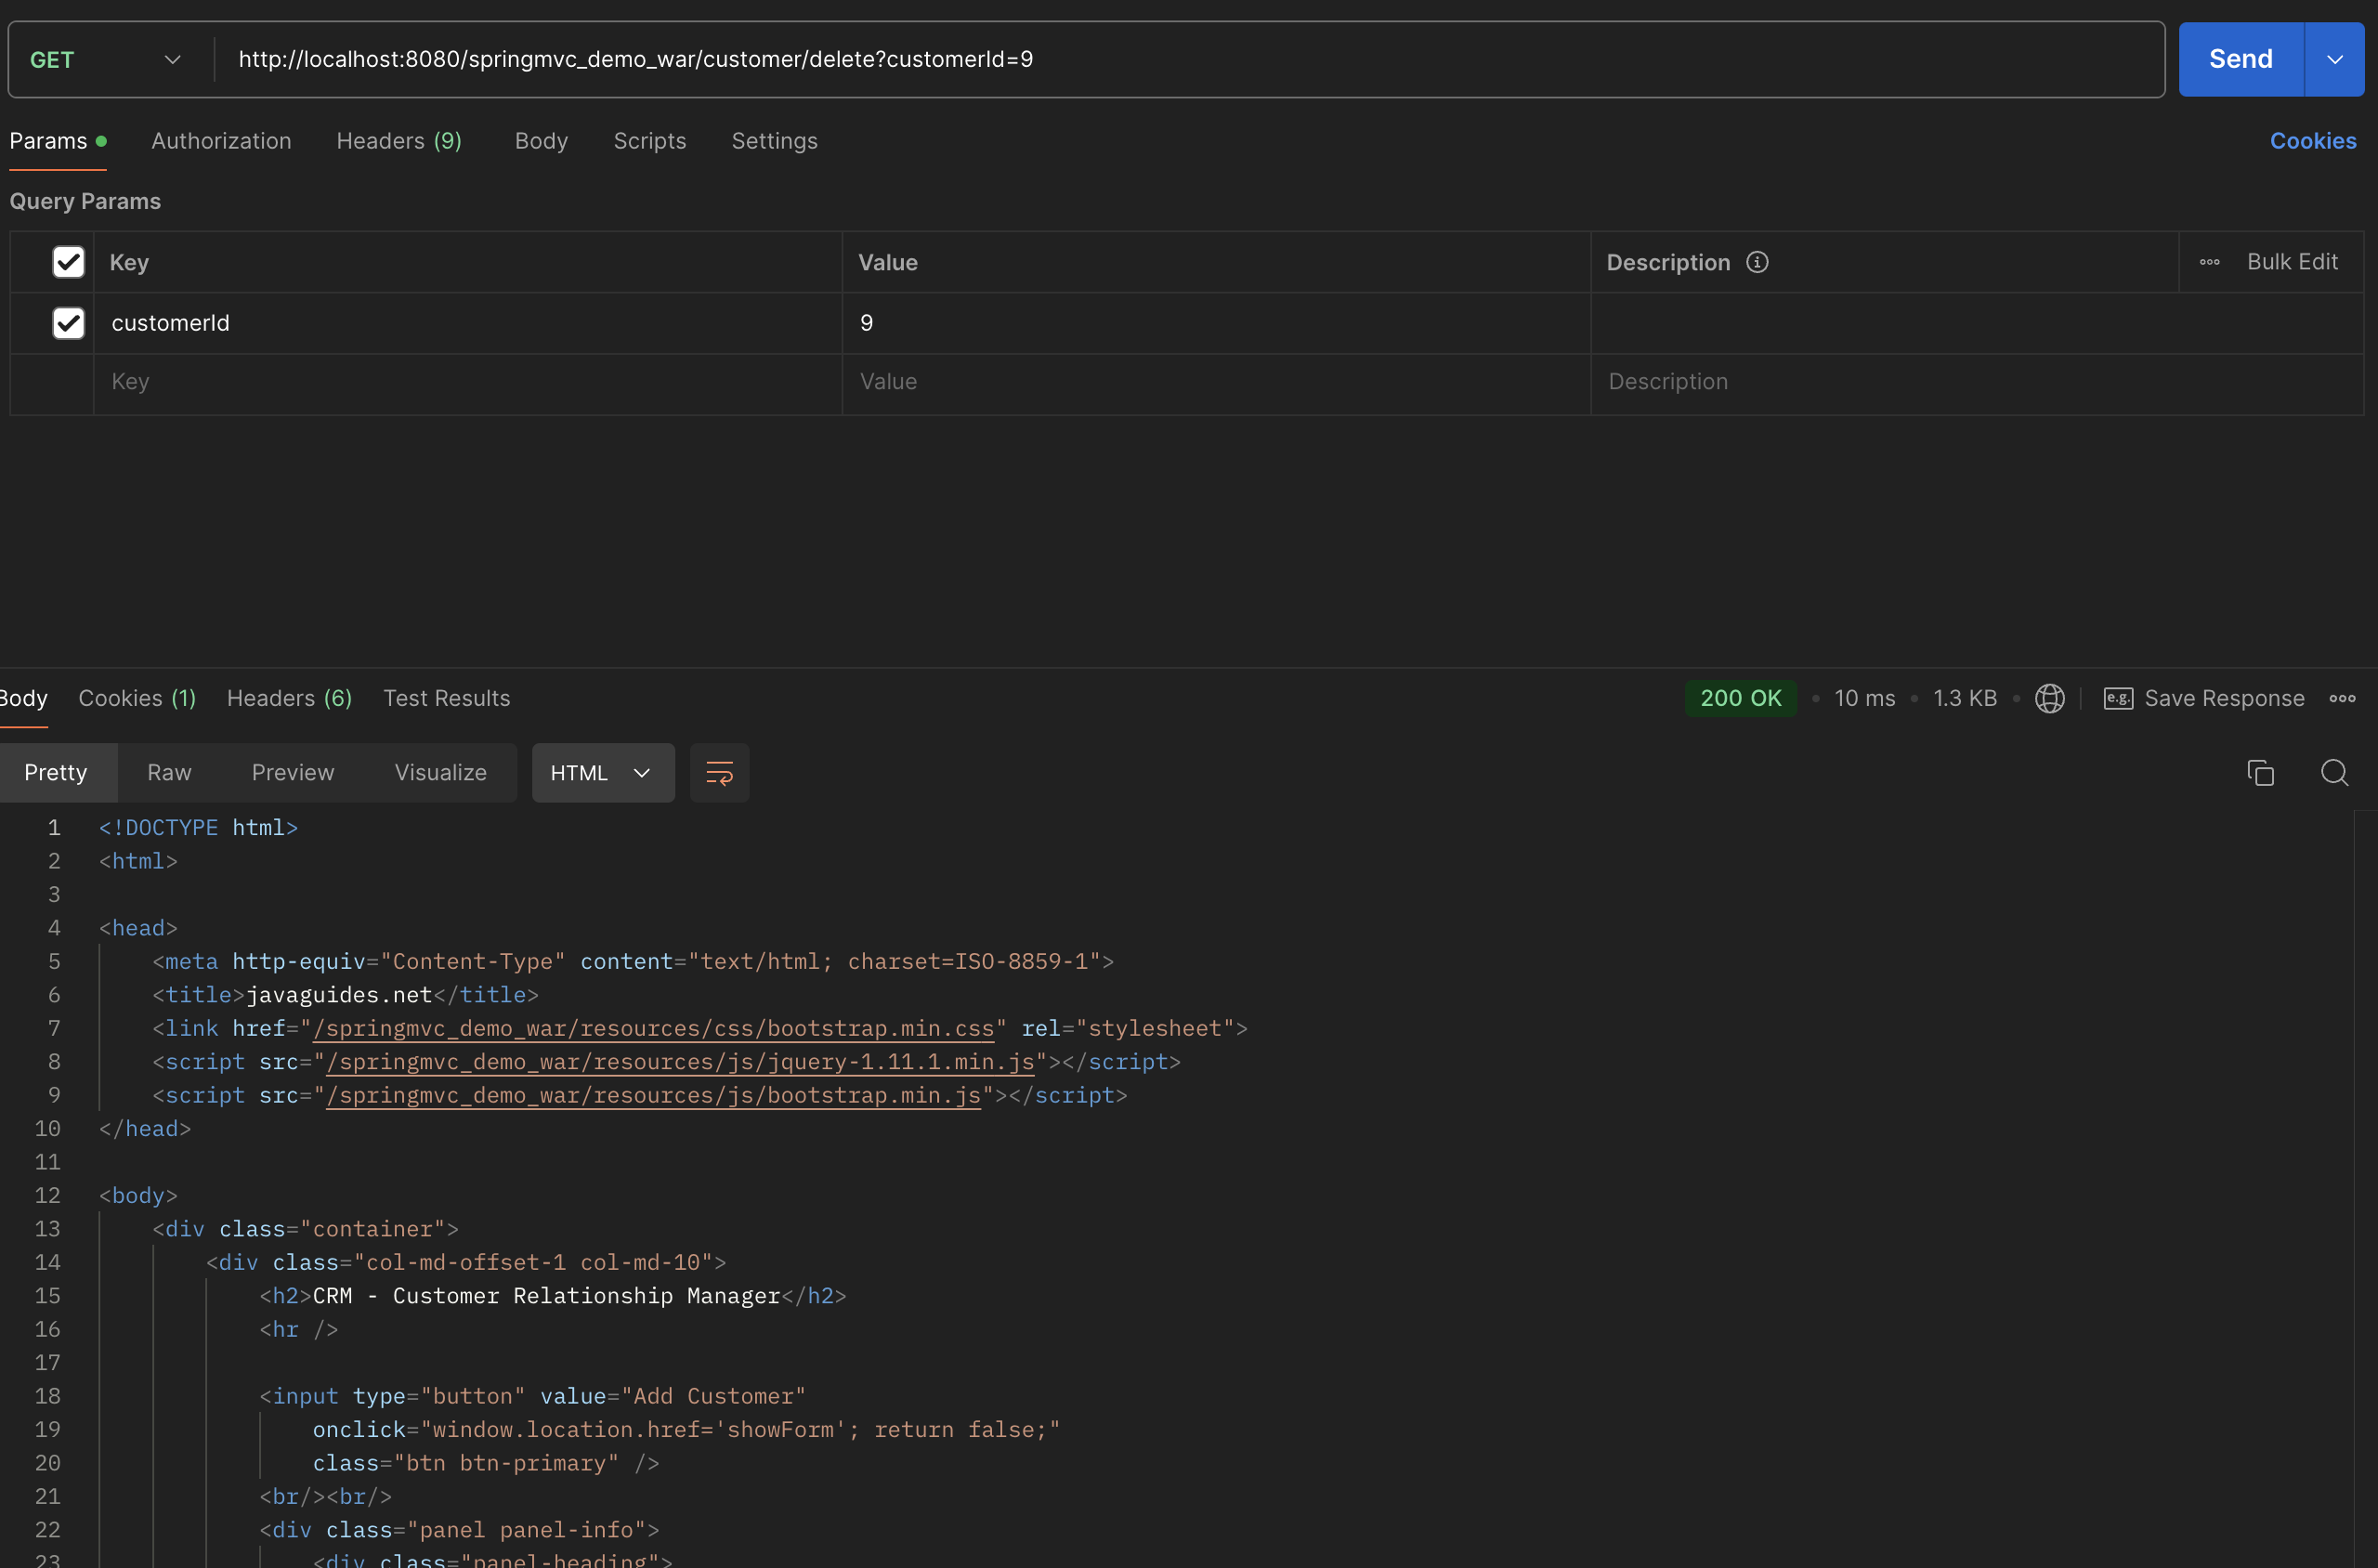 GET http://localhost:8080/springmvc_demo_war/customer/delete?customerId=9 Send
Params Authorization Headers (9) Body Scripts Settings Cookies
Query Params
Key Value Description Bulk Edit
customerId 9
Key Value Description
Body Cookies (1) Headers (6) Test Results 200 OK • 10 ms • 1.3 KB • e.g. Save Response
Pretty Raw Preview Visualize HTML
1 <!DOCTYPE html>
2 <html>
3
4 <head>
5 <meta http-equiv="Content-Type" content="text/html; charset=ISO-8859-1">
6 <title>javaguides.net</title>
7 <link href="/springmvc_demo_war/resources/css/bootstrap.min.css" rel="stylesheet">
8 <script src="/springmvc_demo_war/resources/js/jquery-1.11.1.min.js"></script>
9 <script src="/springmvc_demo_war/resources/js/bootstrap.min.js"></script>
10 </head>
11
12 <body>
13 <div class="container">
14 <div class="col-md-offset-1 col-md-10">
15 <h2>CRM - Customer Relationship Manager</h2>
16 <hr />
17
18 <input type="button" value="Add Customer"
19 onclick="window.location.href='showForm'; return false;"
20 class="btn btn-primary" />
21 <br/><br/>
22 <div class="panel panel-info">
23 <div class="panel-heading">